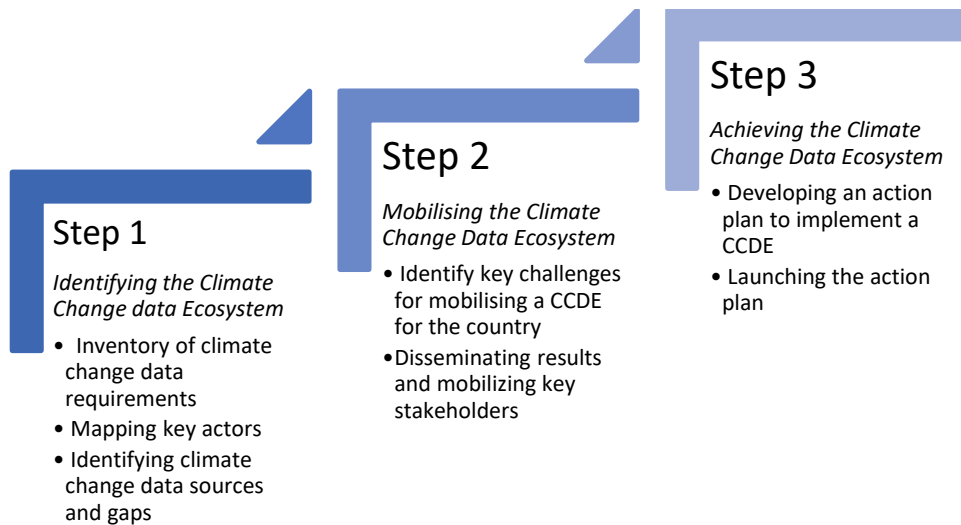 Step 1
Identifying the Climate
Change data Ecosystem
• Inventory of climate
change data
requirements
• Mapping key actors
• Identifying climate
change data sources
and gaps
Step 2
Mobilising the Climate
Change Data Ecosystem
• Identify key challenges
for mobilising a CCDE
for the country
•Disseminating results
and mobilizing key
stakeholders
Step 3
Achieving the Climate
Change Data Ecosystem
• Developing an action
plan to implement a
CCDE
• Launching the action
plan